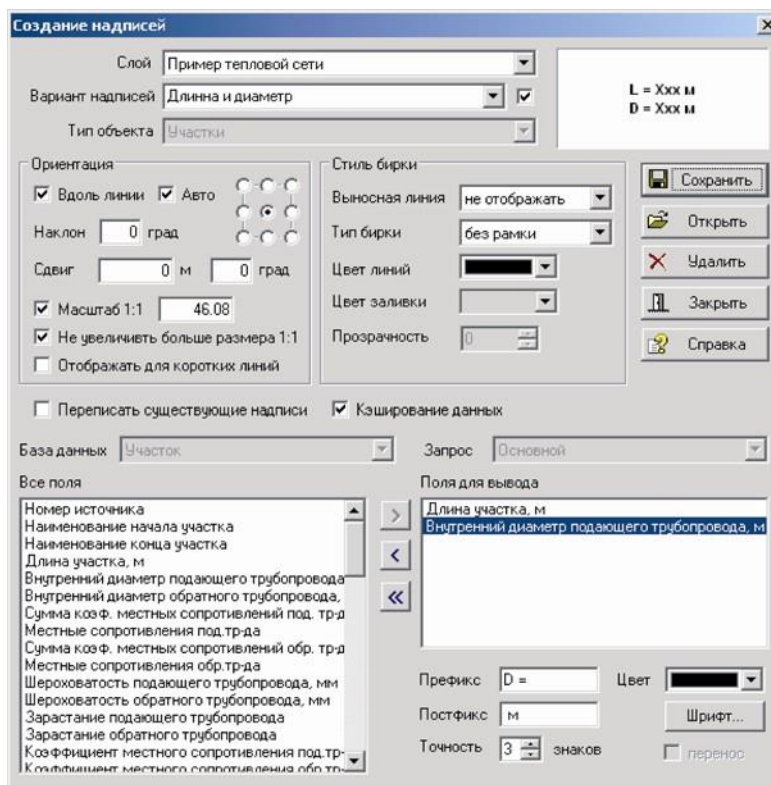 Создание надписей
Слой Пример тепловой сети
Вариант надписей Длинна и диаметр
Тип объекта Участки
L = Xxx м
D = Xxx м
Ориентация
Вдоль линии Авто
Наклон 0 град
Сдвиг 0 м 0 град
Масштаб 1:1 46.08
Не увеличивть больше размера 1:1
Отображать для коротких линий
Стиль бирки
Выносная линия не отображать
Тип бирки без рамки
Цвет линий
Цвет заливки
Прозрачность 0
Сохранить
Открыть
Удалить
Закрыть
Справка
Переписать существующие надписи Кэширование данных
База данных Участок Запрос Основной
Все поля
Номер источника
Наименование начала участка
Наименование конца участка
Длина участка, м
Внутренний диаметр подающего трубопровода
Внутренний диаметр обратного трубопровода,
Сумма коэф. местных сопротивлений под. тр-д
Местные сопротивления под.тр-да
Сумма коэф. местных сопротивлений обр. тр-д
Местные сопротивления обр.тр-да
Шероховатость подающего трубопровода, мм
Шероховатость обратного трубопровода, мм
Зарастание подающего трубопровода
Зарастание обратного трубопровода
Коэффициент местного сопротивления под.тр-
Коэффициент местного сопротивления обр.тр-
Поля для вывода
Длина участка, м
Внутренний диаметр подающего трубопровода, м
Префикс D = Цвет
Постфикс м Шрифт...
Точность 3 знаков перенос